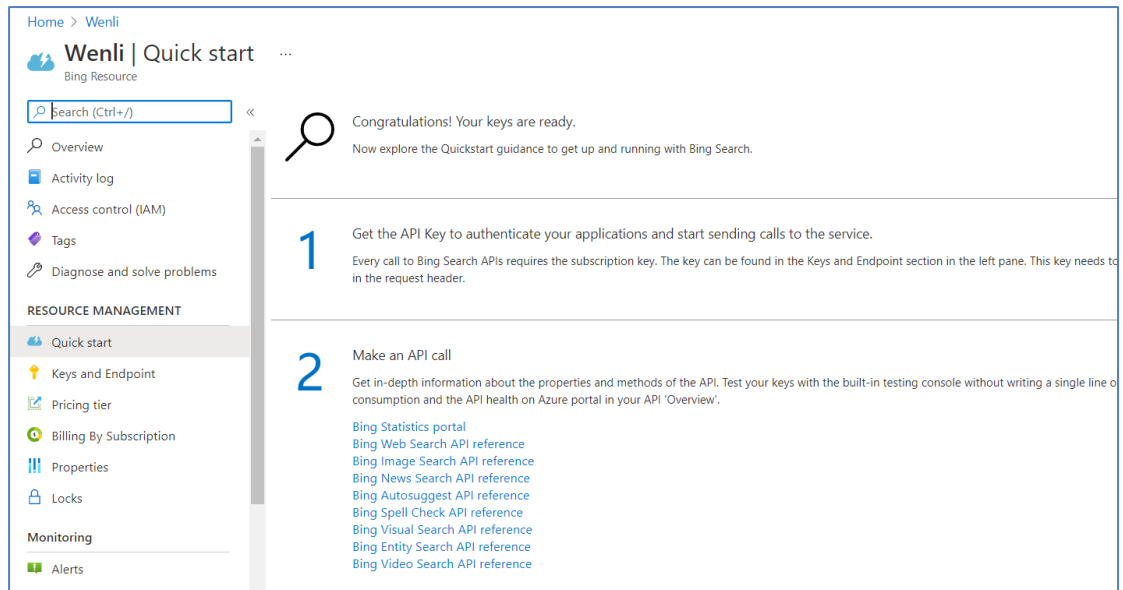 Home > Wenli
Wenli | Quick start ...
Bing Resource
Search (Ctrl+/)
«
Overview
Activity log
Access control (IAM)
Tags
Diagnose and solve problems
RESOURCE MANAGEMENT
Quick start
Keys and Endpoint
Pricing tier
Billing By Subscription
Properties
Locks
Monitoring
Alerts
Congratulations! Your keys are ready.
Now explore the Quickstart guidance to get up and running with Bing Search.
1
Get the API Key to authenticate your applications and start sending calls to the service.
Every call to Bing Search APIs requires the subscription key. The key can be found in the Keys and Endpoint section in the left pane. This key needs to
in the request header.
2
Make an API call
Get in-depth information about the properties and methods of the API. Test your keys with the built-in testing console without writing a single line o
consumption and the API health on Azure portal in your API 'Overview'.
Bing Statistics portal
Bing Web Search API reference
Bing Image Search API reference
Bing News Search API reference
Bing Autosuggest API reference
Bing Spell Check API reference
Bing Visual Search API reference
Bing Entity Search API reference
Bing Video Search API reference